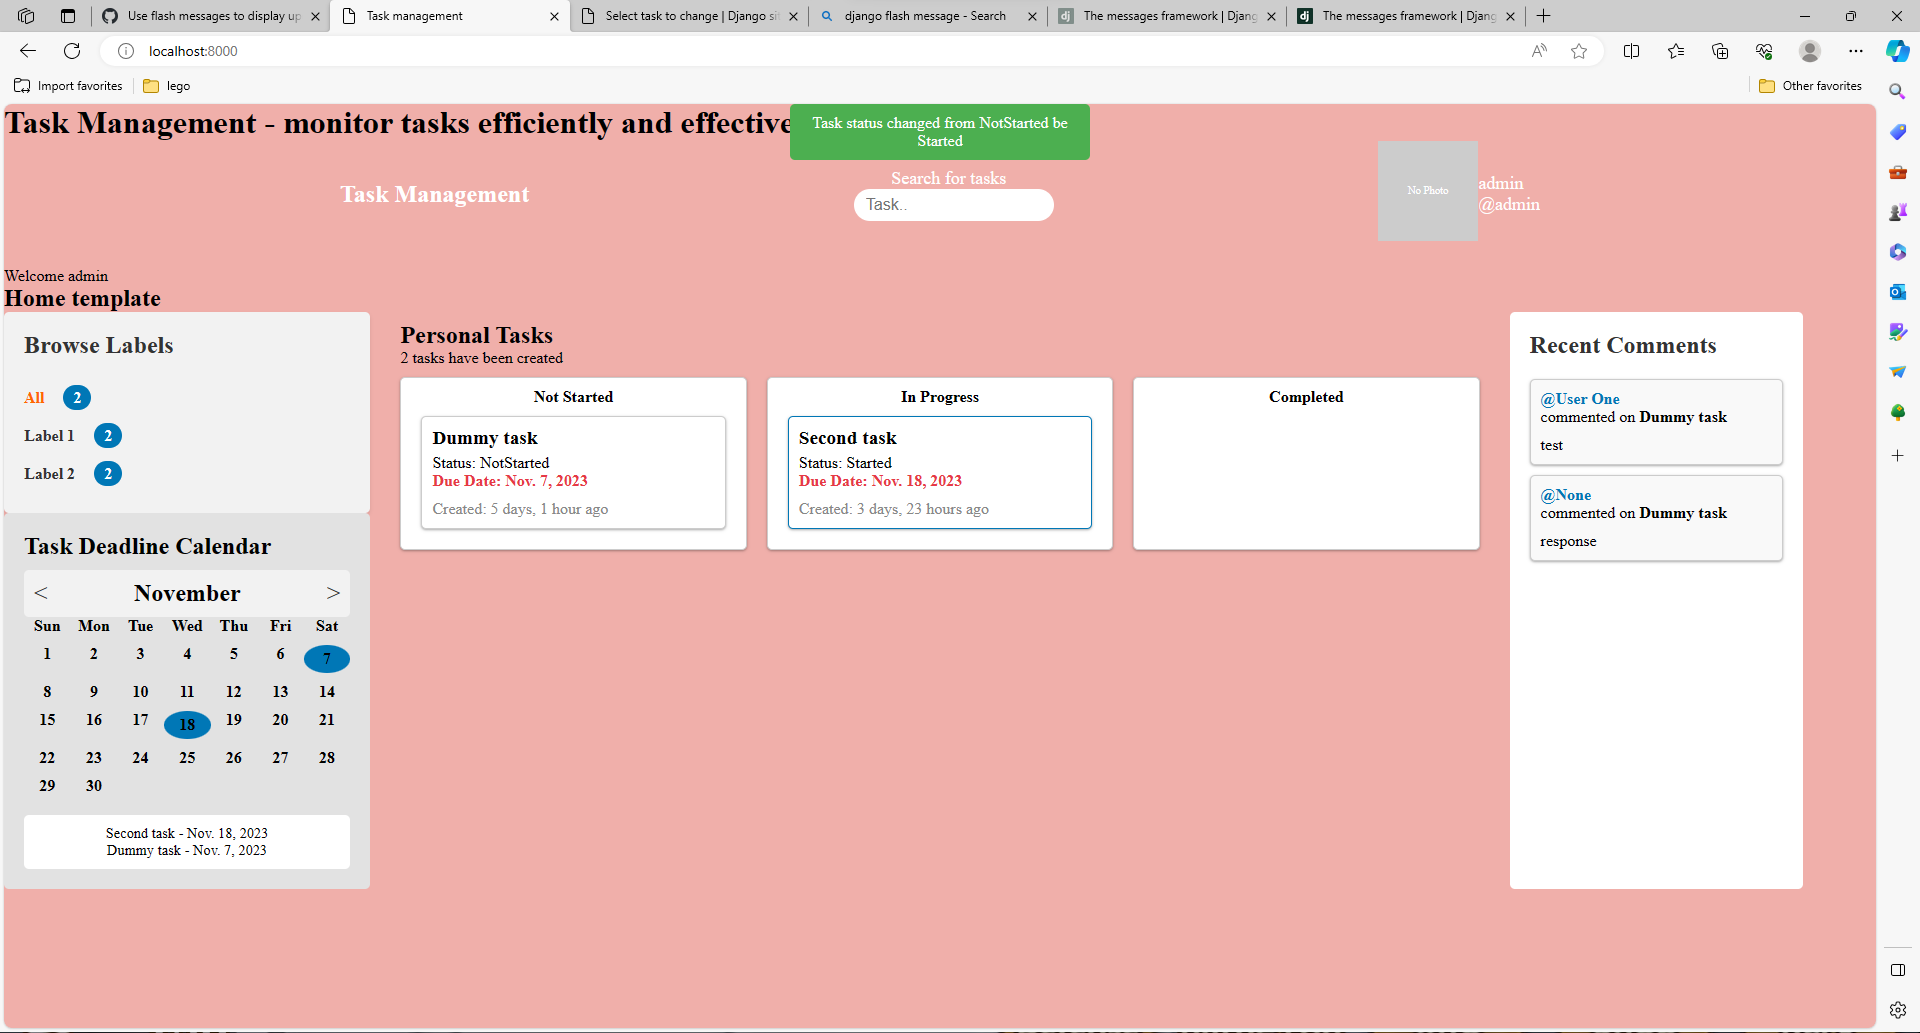 Use flash messages to display up
Task management
Select task to change | Django si
django flash message - Search
The messages framework | Djang
The messages framework | Djang
localhost:8000
Import favorites
lego
Other favorites
Task Management - monitor tasks efficiently and effective
Task status changed from NotStarted be
Started
Task Management
Search for tasks
Task..
No Photo
admin
@admin
Welcome admin
Home template
Browse Labels
All 2
Label 1 2
Label 2 2
Task Deadline Calendar
< November >
Sun Mon Tue Wed Thu Fri Sat
1 2 3 4 5 6 7
8 9 10 11 12 13 14
15 16 17 18 19 20 21
22 23 24 25 26 27 28
29 30
Second task - Nov. 18, 2023
Dummy task - Nov. 7, 2023
Personal Tasks
2 tasks have been created
Not Started
Dummy task
Status: NotStarted
Due Date: Nov. 7, 2023
Created: 5 days, 1 hour ago
In Progress
Second task
Status: Started
Due Date: Nov. 18, 2023
Created: 3 days, 23 hours ago
Completed
Recent Comments
@User One
commented on Dummy task
test
@None
commented on Dummy task
response